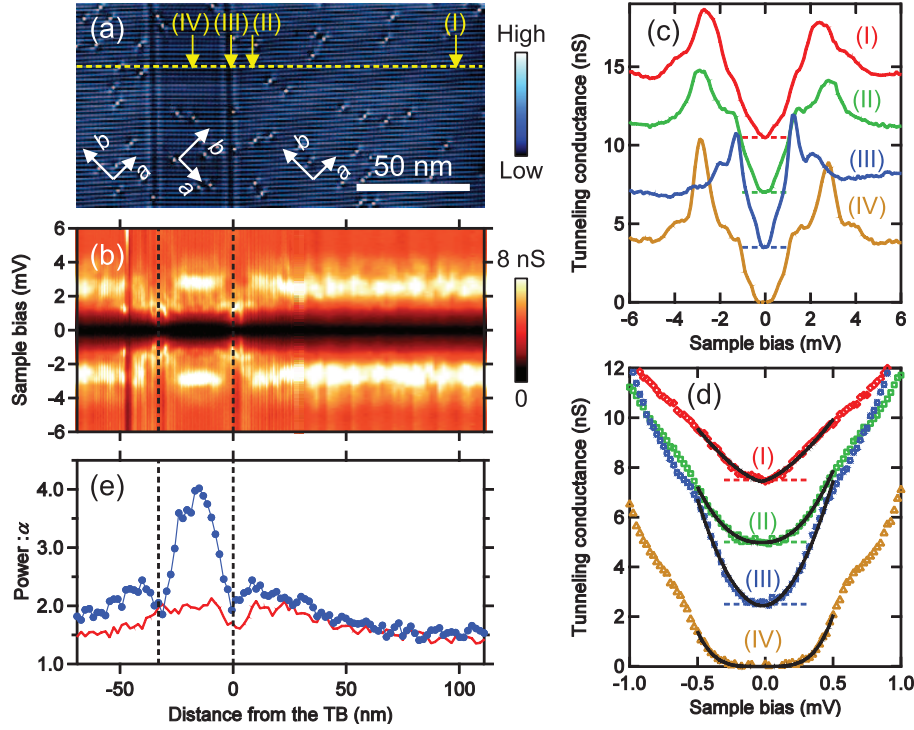 (a)
(IV) (III) (II) (I)
b a
b a
b a
50 nm
High
Low
(b)
Sample bias (mV)
6
4
2
0
-2
-4
-6
8 nS
0
(e)
Power: α
4.0
3.0
2.0
1.0
-50 0 50 100
Distance from the TB (nm)
(c)
Tunneling conductance (nS)
15
10
5
0
(I)
(II)
(III)
(IV)
-6 -4 -2 0 2 4 6
Sample bias (mV)
(d)
Tunneling conductance (nS)
12
10
8
6
4
2
0
(I)
(II)
(III)
(IV)
-1.0 -0.5 0.0 0.5 1.0
Sample bias (mV)